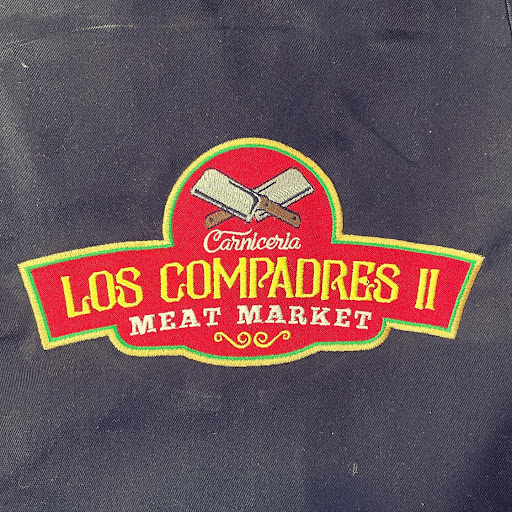 Carniceria
LOS COMPADRES II
MEAT MARKET